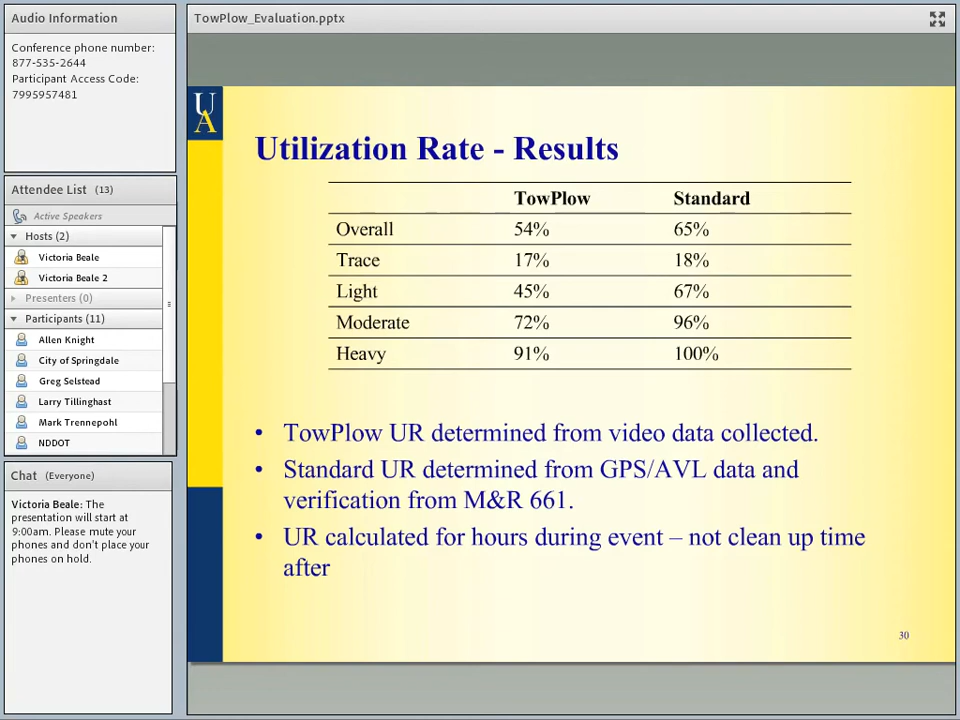 Audio Information
Conference phone number:
877-535-2644
Participant Access Code:
7995957481
Attendee List (13)
Active Speakers
Hosts (2)
Victoria Beale
Victoria Beale 2
Presenters (0)
Participants (11)
Allen Knight
City of Springdale
Greg Selstead
Larry Tillinghast
Mark Trennepohl
NDDOT
Chat (Everyone)
Victoria Beale: The
presentation will start at
9:00am. Please mute your
phones and don't place your
phones on hold.
TowPlow_Evaluation.pptx
UA
Utilization Rate - Results
TowPlow Standard
Overall 54% 65%
Trace 17% 18%
Light 45% 67%
Moderate 72% 96%
Heavy 91% 100%
• TowPlow UR determined from video data collected.
• Standard UR determined from GPS/AVL data and
verification from M&R 661.
• UR calculated for hours during event – not clean up time
after
30